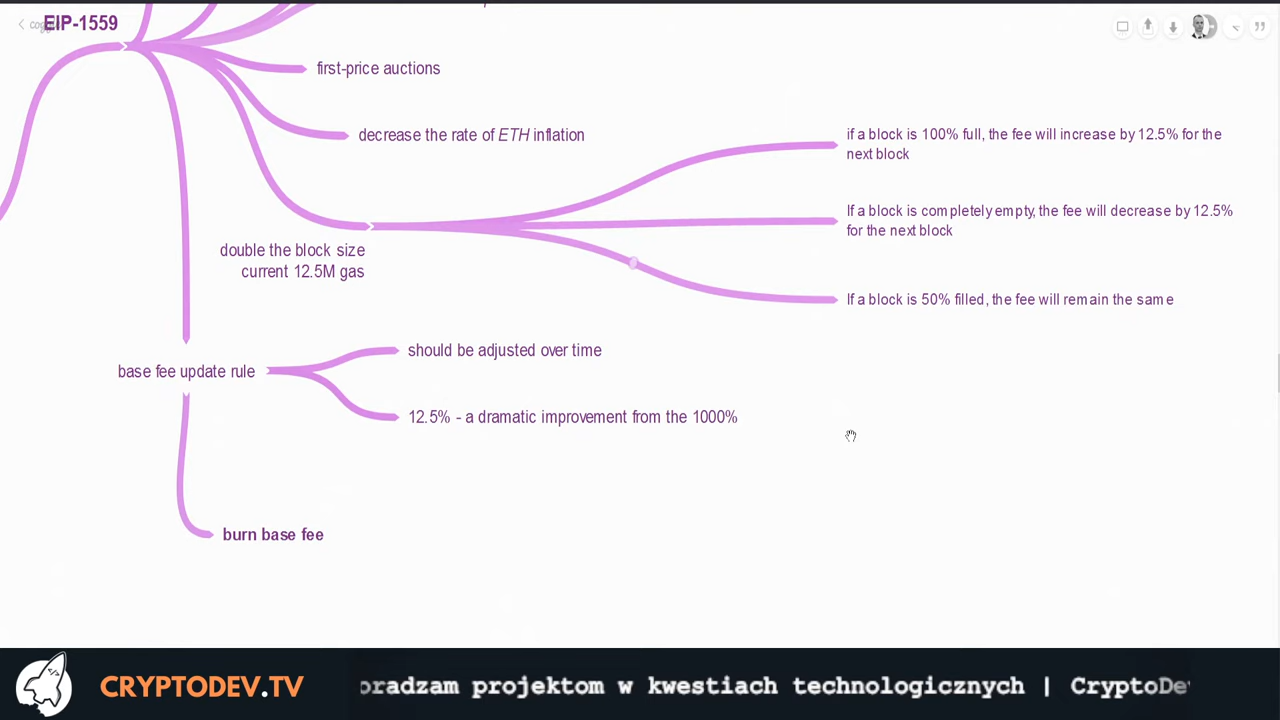 EIP-1559
first-price auctions
decrease the rate of ETH inflation
if a block is 100% full, the fee will increase by 12.5% for the
next block
If a block is completely empty, the fee will decrease by 12.5%
for the next block
double the block size
current 12.5M gas
If a block is 50% filled, the fee will remain the same
should be adjusted over time
base fee update rule
12.5% - a dramatic improvement from the 1000%
burn base fee
CRYPTODEV.TV
oradzam projektom w kwestiach technologicznych | CryptoDe